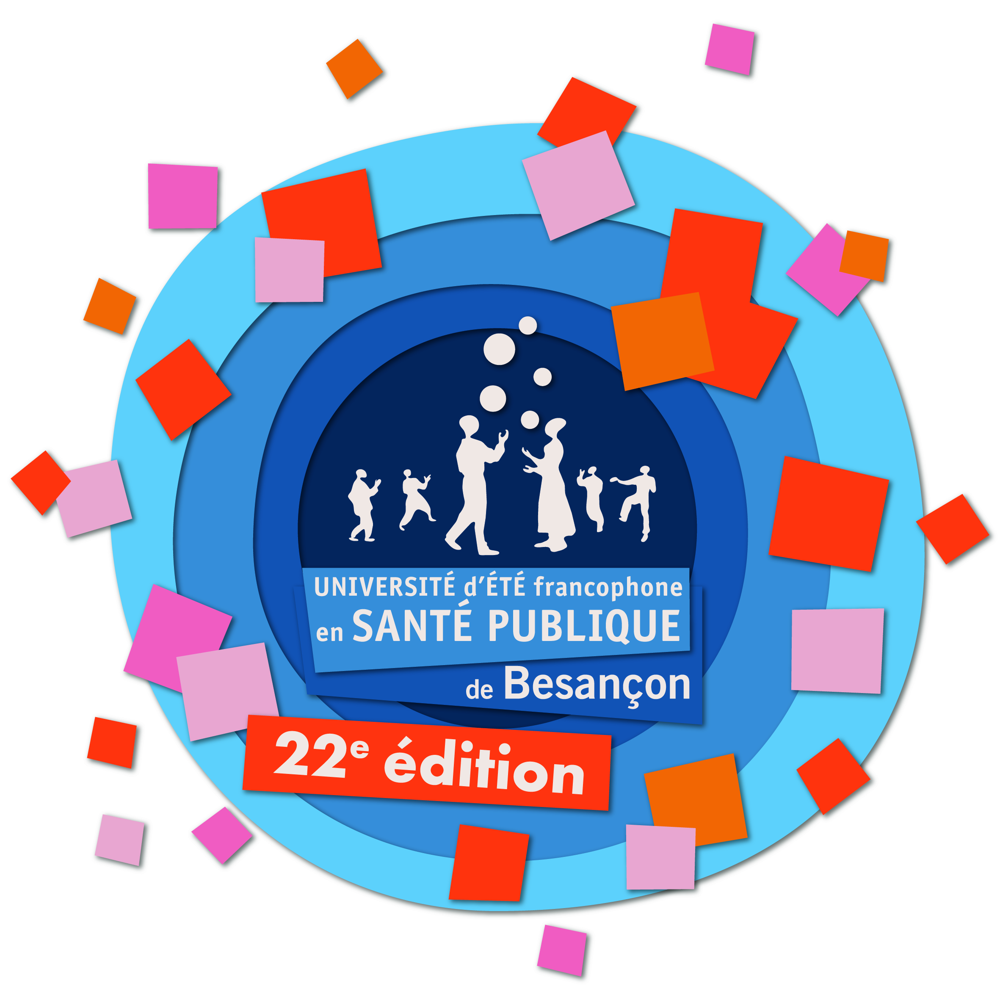 UNIVERSITÉ d'ÉTÉ francophone
en SANTÉ PUBLIQUE
de Besançon
22e édition